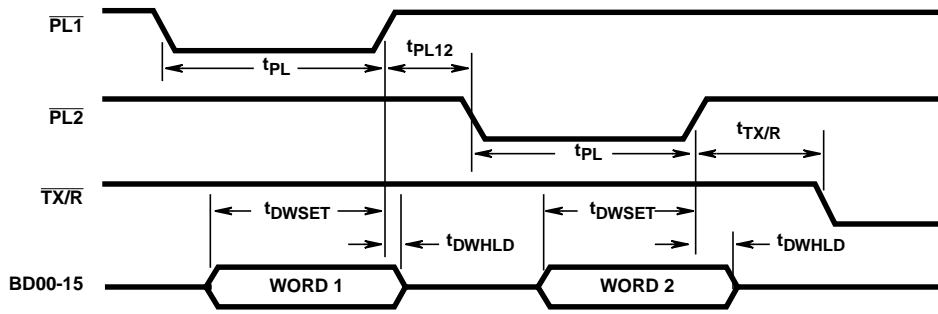 PL1
tPL12
tPL
PL2
tTX/R
tPL
TX/R
tDWSET
tDWSET
tDWHLD
tDWHLD
BD00-15
WORD 1
WORD 2